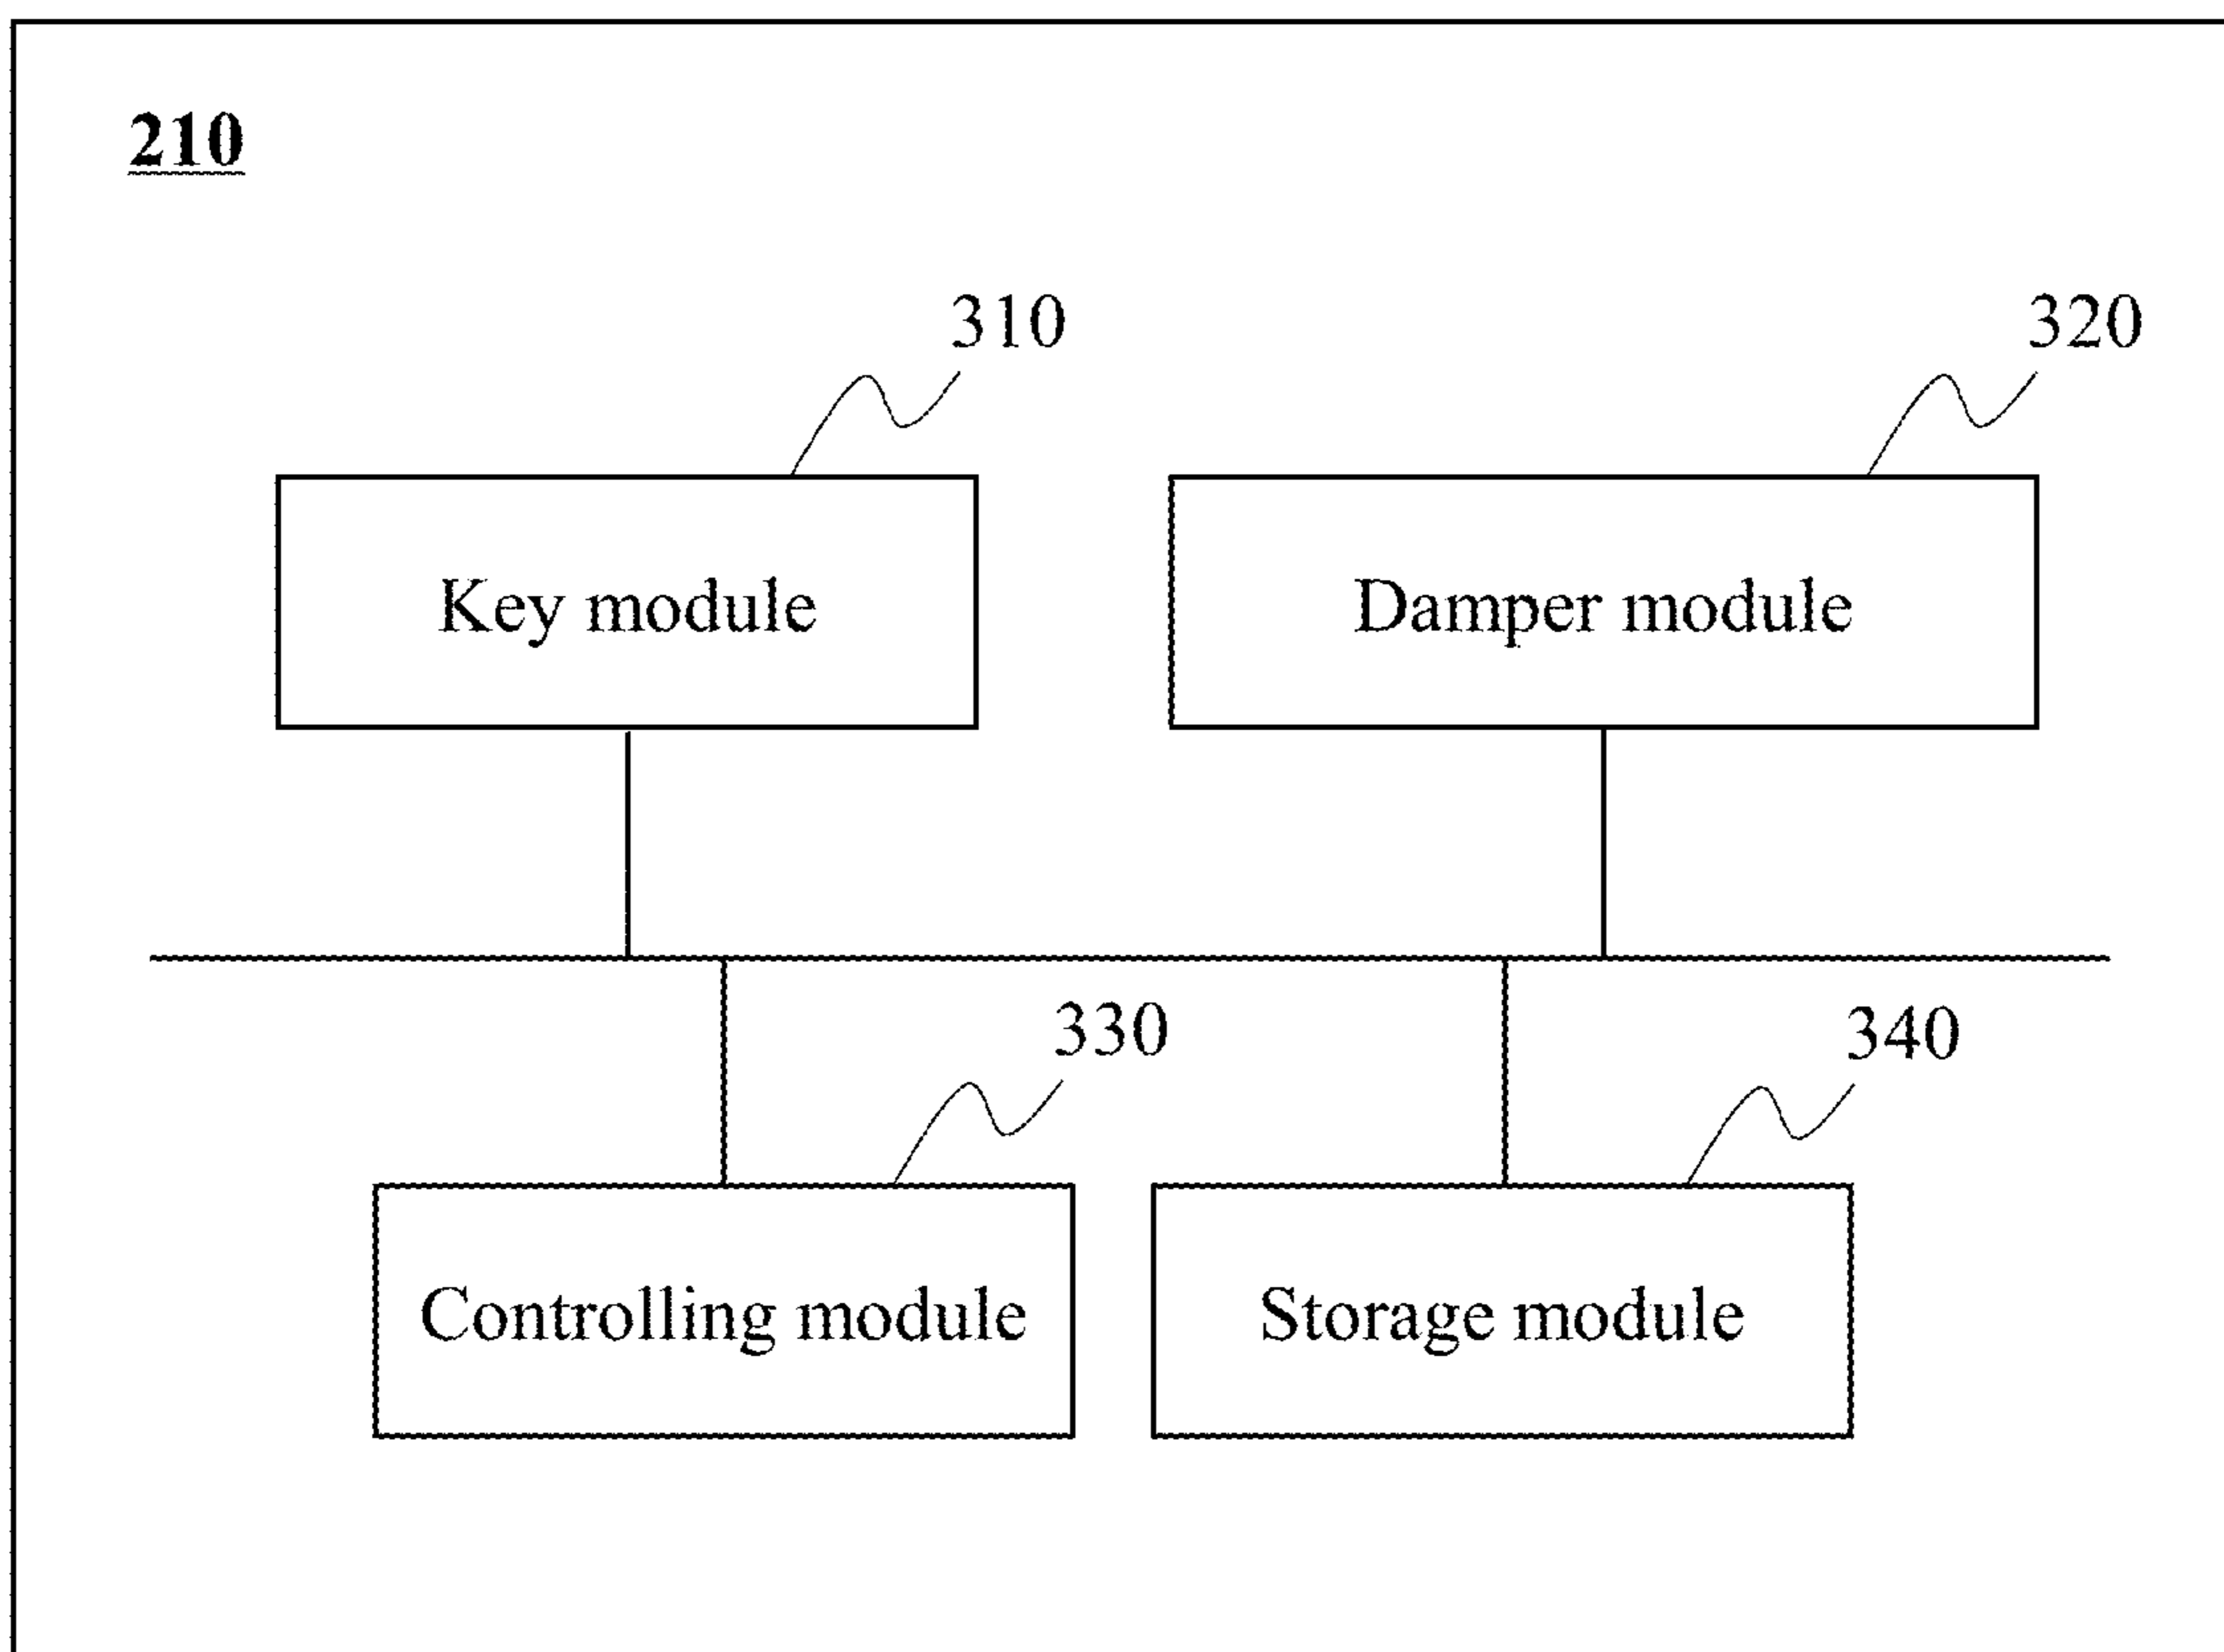 210
310
320
Key module
Damper module
330
340
Controlling module
Storage module